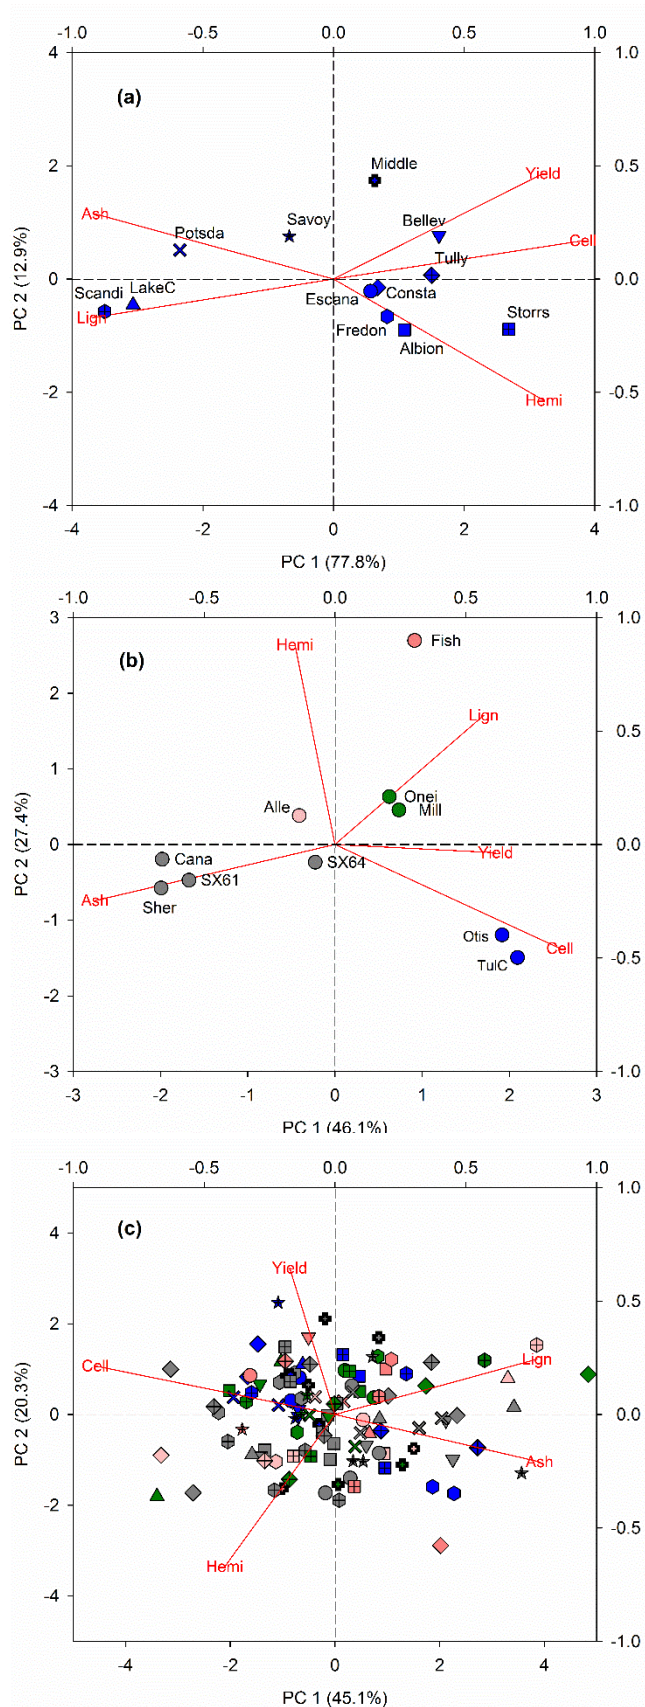 -1.0 -0.5 0.0 0.5 1.0
4 1.0
(a)
Middle
2 Yield 0.5
Ash Savoy Bellev
Potsda Cell
Tully
PC 2 (12.9%)
0 0.0
Scandi LakeC Escana Consta
Lign Fredon Storrs
Albion
-2 Hemi -0.5
-4 -1.0
-4 -2 0 2 4
PC 1 (77.8%)
-1.0 -0.5 0.0 0.5 1.0
3 1.0
Hemi Fish
(b)
2 Lign 0.5
1
Alle Onei
Mill
PC 2 (27.4%)
0 0.0
Cana SX64 Yield
SX61
Ash Sher
-1 Otis Cell
TulC -0.5
-2
-3 -1.0
-3 -2 -1 0 1 2 3
PC 1 (46.1%)
-1.0 -0.5 0.0 0.5 1.0
1.0
4 (c)
Yield
2 0.5
Cell Lign
PC 2 (20.3%)
0 0.0
Ash
-2 -0.5
Hemi
-4
-1.0
-4 -2 0 2 4
PC 1 (45.1%)